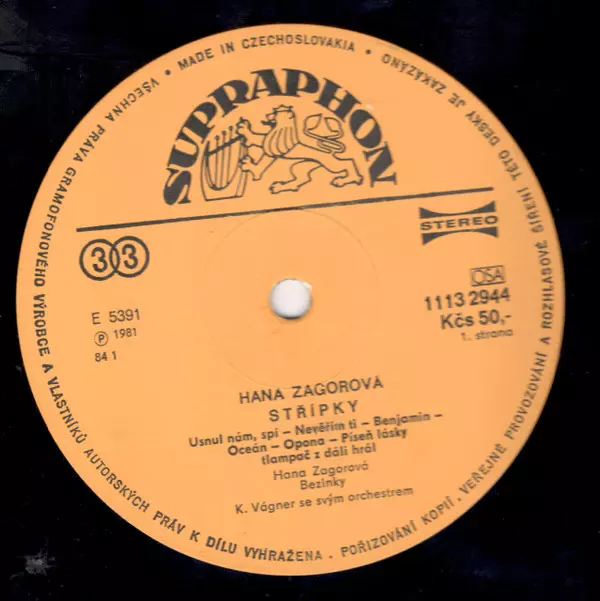 VŠECHNA PRÁVA GRAMOFONOVÉHO VÝROBCE A VLASTNÍKŮ AUTORSKÝCH PRÁV K DÍLU VYHRAŽENA. POŘIZOVÁNÍ KOPIÍ. VEŘEJNÉ PROVOZOVÁNÍ A ROZHLASOVÉ ŠÍŘENÍ TÉTO DESKY JE ZAKÁZÁNO
• MADE IN CZECHOSLOVAKIA •
SUPRAPHON
STEREO
33
OSA
1113 2944
Kčs 50,-
1. strana
E 5391
Ⓟ 1981
84 1
HANA ZAGOROVÁ
STŘÍPKY
Usnul nám, spi – Nevěřím ti – Benjamin –
Oceán – Opona – Píseň lásky
tlampač z dáli hrál
Hana Zagorová
Bezinky
K. Vágner se svým orchestrem